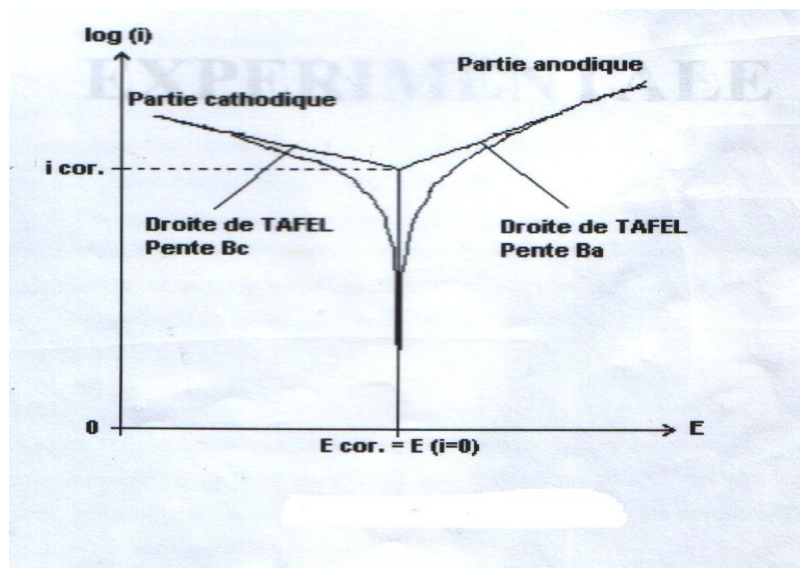 log (i)
EXPERIMENTALE
Partie anodique
Partie cathodique
i cor.
Droite de TAFEL
Pente Bc
Droite de TAFEL
Pente Ba
0
E
E cor. = E (i=0)